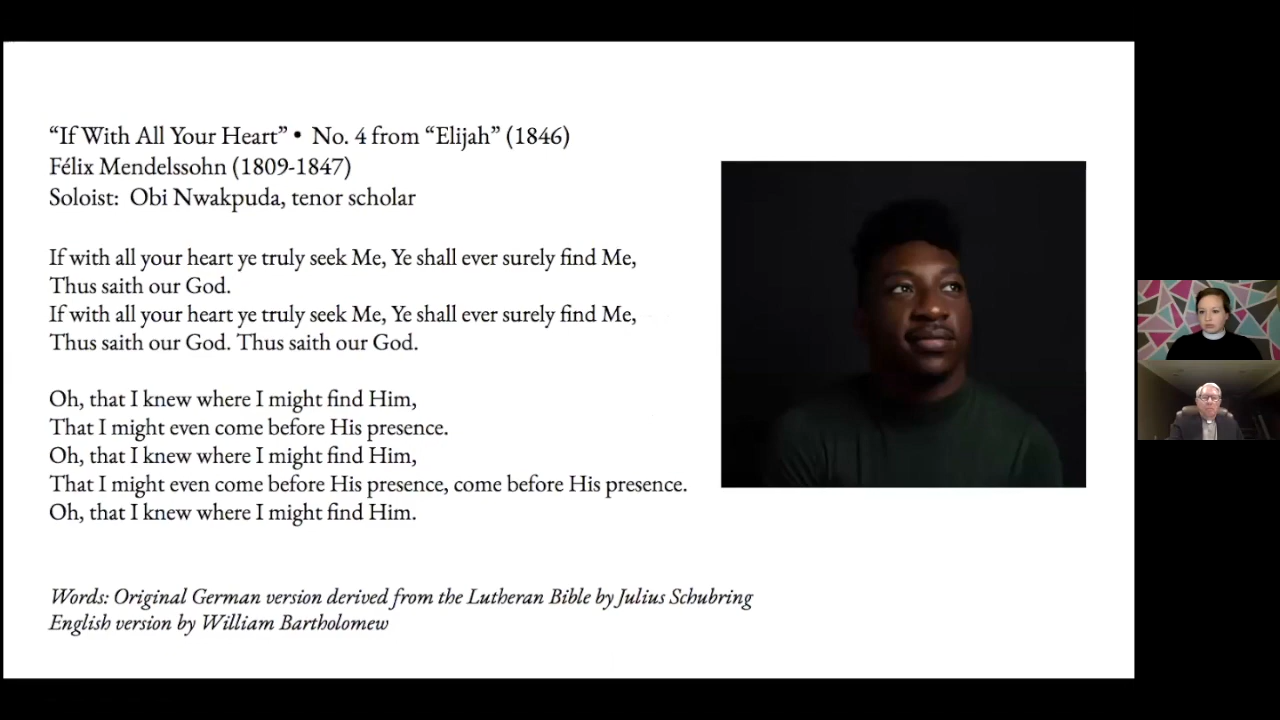 “If With All Your Heart” • No. 4 from “Elijah” (1846)
Félix Mendelssohn (1809-1847)
Soloist: Obi Nwakpuda, tenor scholar
If with all your heart ye truly seek Me, Ye shall ever surely find Me,
Thus saith our God.
If with all your heart ye truly seek Me, Ye shall ever surely find Me,
Thus saith our God. Thus saith our God.
Oh, that I knew where I might find Him,
That I might even come before His presence.
Oh, that I knew where I might find Him,
That I might even come before His presence, come before His presence.
Oh, that I knew where I might find Him.
Words: Original German version derived from the Lutheran Bible by Julius Schubring
English version by William Bartholomew